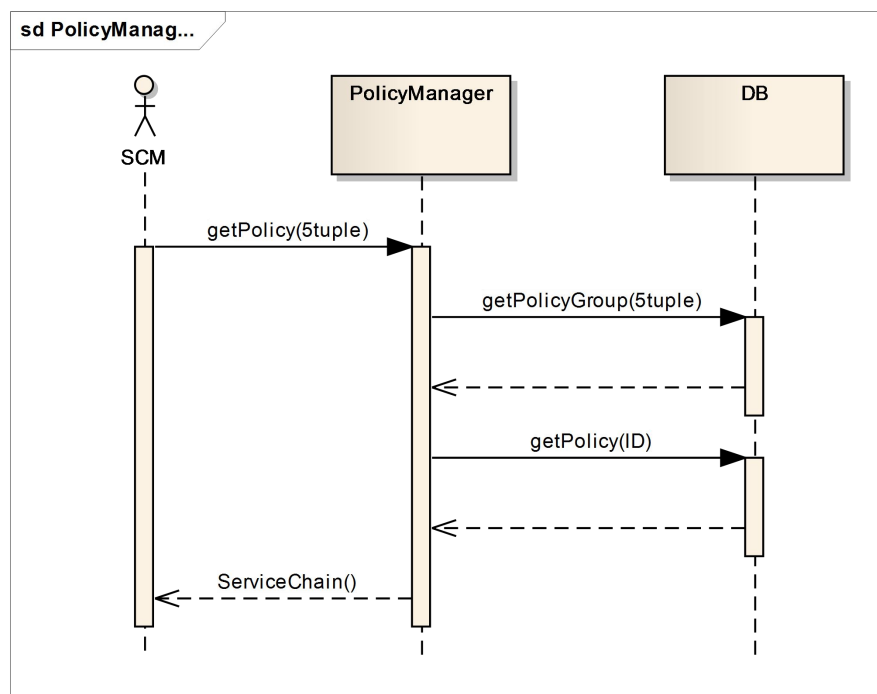 sd PolicyManag...
SCM
PolicyManager
DB
getPolicy(5tuple)
getPolicyGroup(5tuple)
getPolicy(ID)
ServiceChain()